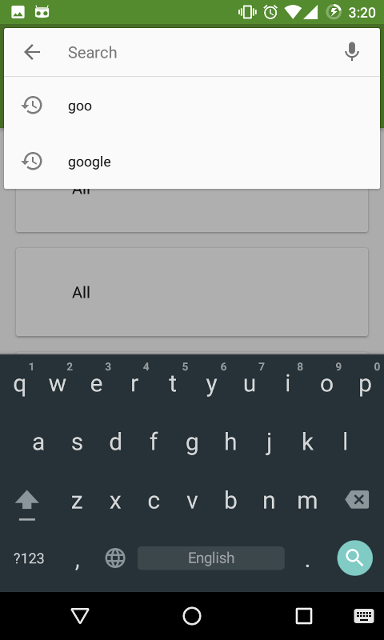 3:20
Search
goo
google
All
All
1 2 3 4 5 6 7 8 9 0
q w e r t y u i o p
a s d f g h j k l
z x c v b n m
?123 , English .